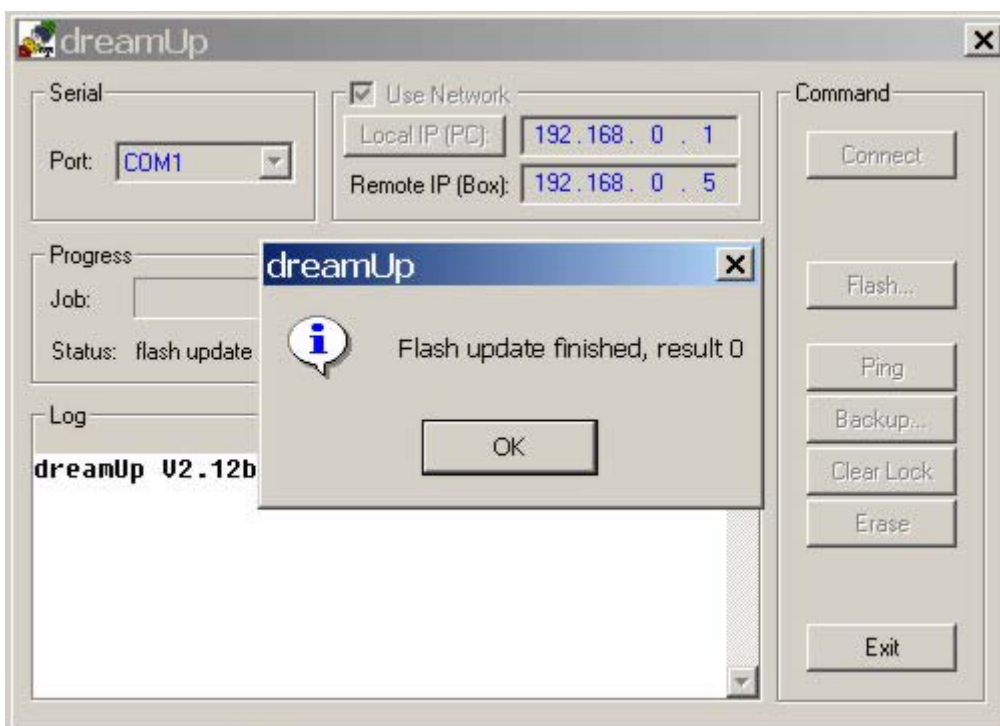 dreamUp
Serial
Port: COM1
Use Network
Local IP (PC): 192.168. 0 . 1
Remote IP (Box): 192.168. 0 . 5
Command
Connect
Flash...
Ping
Backup...
Clear Lock
Erase
Exit
Progress
Job:
Status: flash update
Log
dreamUp V2.12b
dreamUp
Flash update finished, result 0
OK